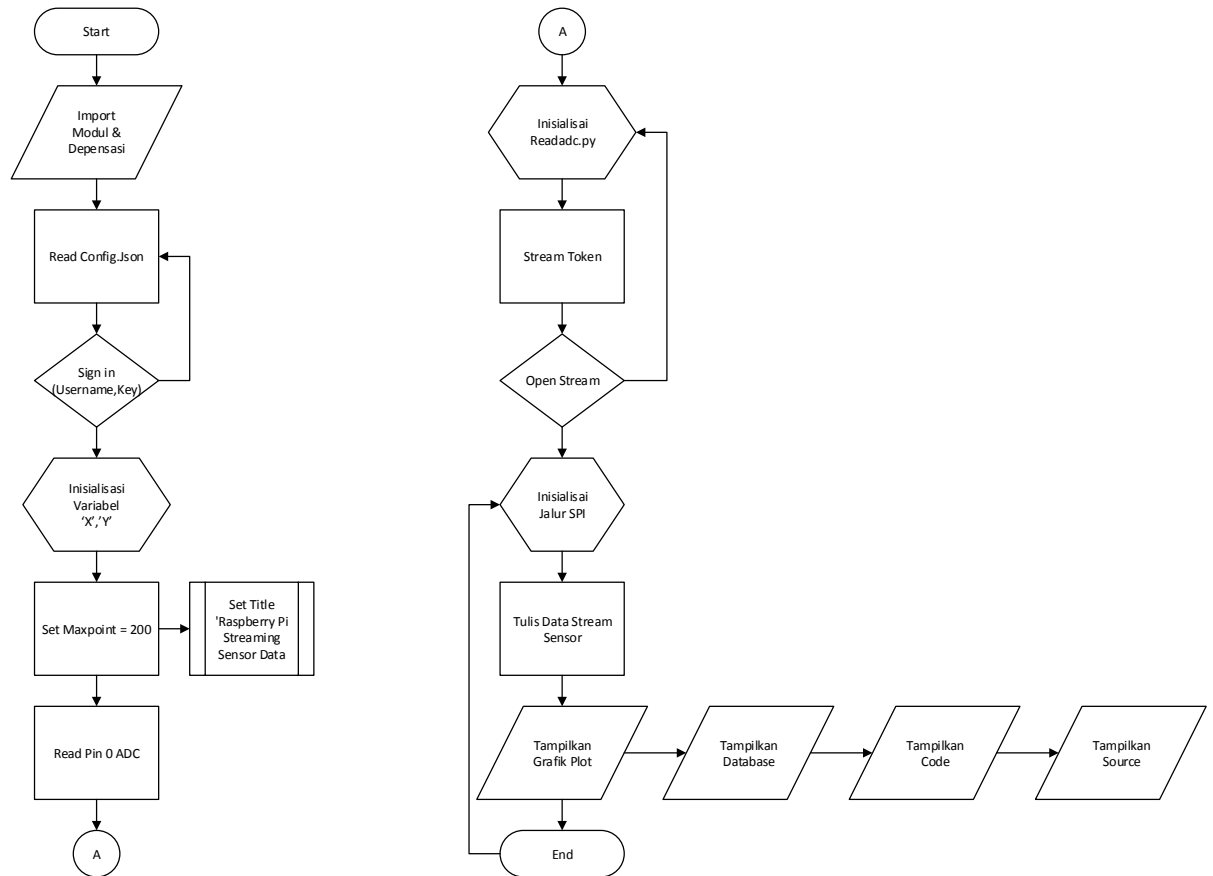 Start
Import
Modul &
Depensasi
Read Config.Json
Sign in
(Username,Key)
Inisialisasi
Variabel
‘X’,’Y’
Set Maxpoint = 200
Set Title
'Raspberry Pi
Streaming
Sensor Data
Read Pin 0 ADC
A
A
Inisialisai
Readadc.py
Stream Token
Open Stream
Inisialisai
Jalur SPI
Tulis Data Stream
Sensor
Tampilkan
Grafik Plot
Tampilkan
Database
Tampilkan
Code
Tampilkan
Source
End